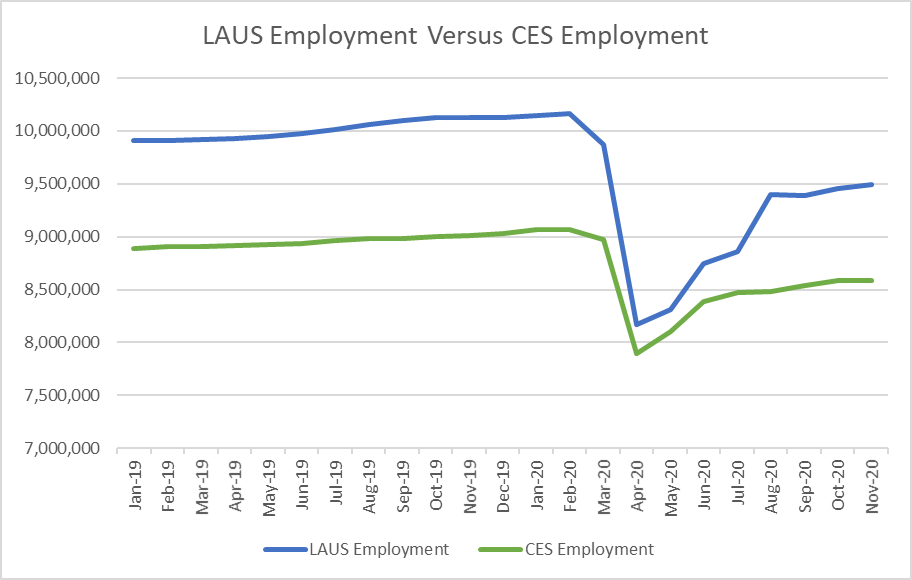 LAUS Employment Versus CES Employment
10,500,000
10,000,000
9,500,000
9,000,000
8,500,000
8,000,000
7,500,000
7,000,000
Jan-19
Feb-19
Mar-19
Apr-19
May-19
Jun-19
Jul-19
Aug-19
Sep-19
Oct-19
Nov-19
Dec-19
Jan-20
Feb-20
Mar-20
Apr-20
May-20
Jun-20
Jul-20
Aug-20
Sep-20
Oct-20
Nov-20
LAUS Employment
CES Employment